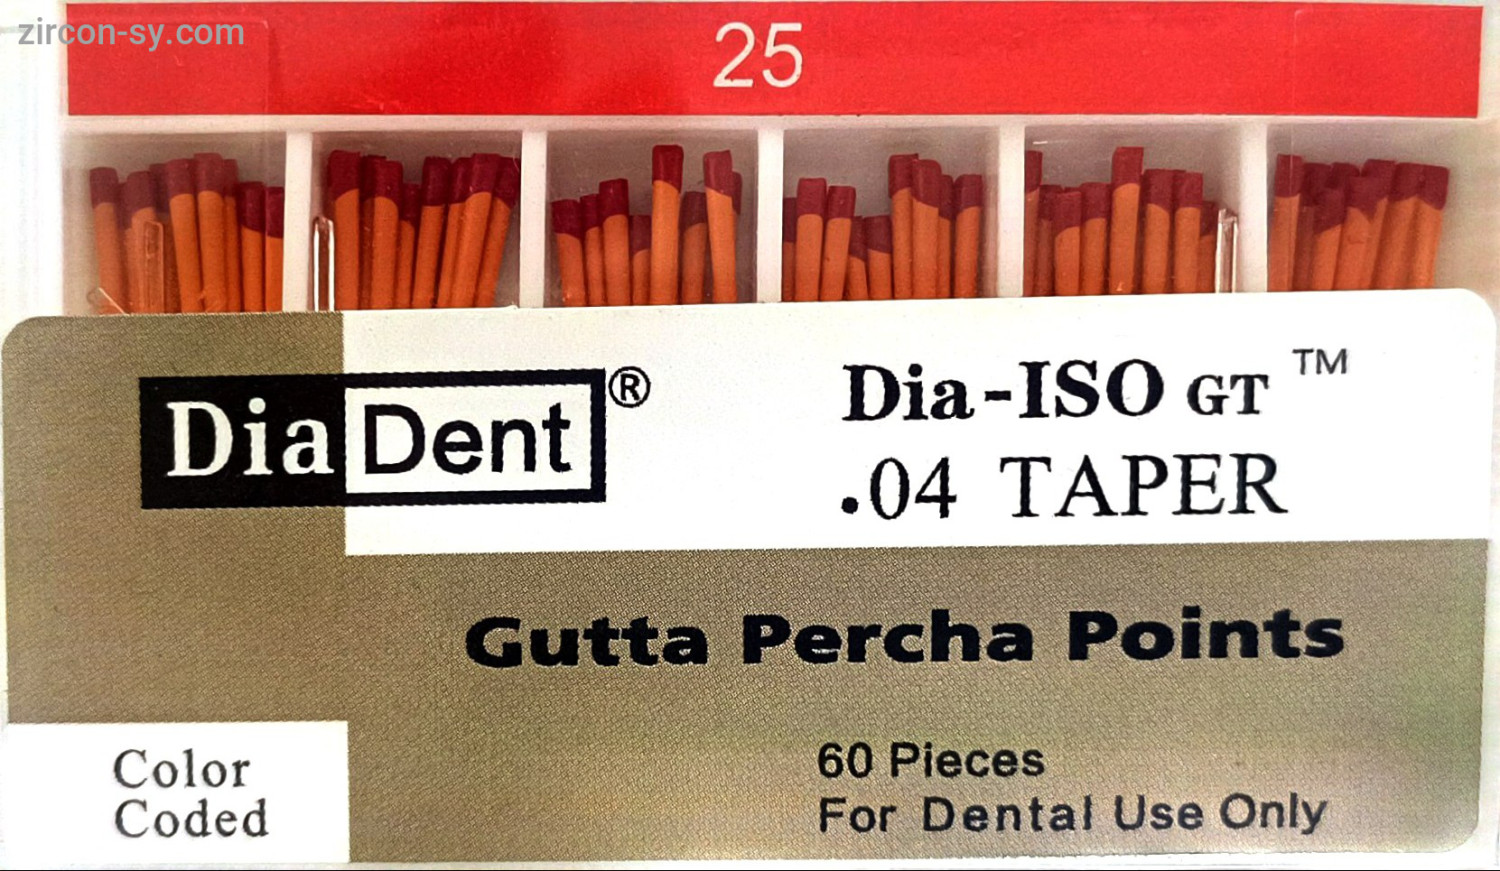 zircon-sy.com
25
DiaDent®
Dia-ISO GT™
.04 TAPER
Gutta Percha Points
Color
Coded
60 Pieces
For Dental Use Only